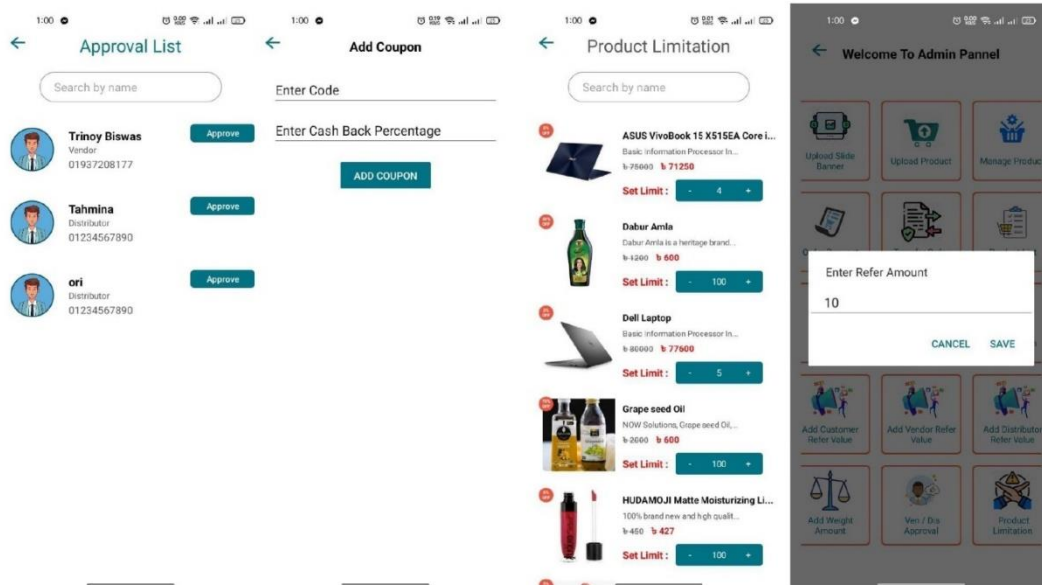 1:00
Approval List
Search by name
Trinoy Biswas
Approve
Vendor
01937208177
Tahmina
Approve
Distributor
01234567890
ori
Approve
Distributor
01234567890
1:00
Add Coupon
Enter Code
Enter Cash Back Percentage
ADD COUPON
1:00
Product Limitation
Search by name
ASUS VivoBook 15 X515EA Core i...
Basic Information Processor In...
৳ 75000 ৳ 71250
Set Limit : - 4 +
Dabur Amla
Dabur Amla is a heritage brand...
৳ 1200 ৳ 600
Set Limit : - 100 +
Dell Laptop
Basic Information Processor In...
৳ 80000 ৳ 77600
Set Limit : - 5 +
Grape seed Oil
NOW Solutions, Grape seed Oil,...
৳ 2000 ৳ 600
Set Limit : - 100 +
HUDAMOJI Matte Moisturizing Li...
100% brand new and high qualit...
৳ 450 ৳ 427
Set Limit : - 100 +
1:00
Welcome To Admin Pannel
Upload Slide
Banner
Upload Product
Manage Produc
Enter Refer Amount
10
CANCEL SAVE
Add Customer
Refer Value
Add Vendor Refer
Value
Add Distributor
Refer Value
Add Weight
Amount
Ven / Dis
Approval
Product
Limitation